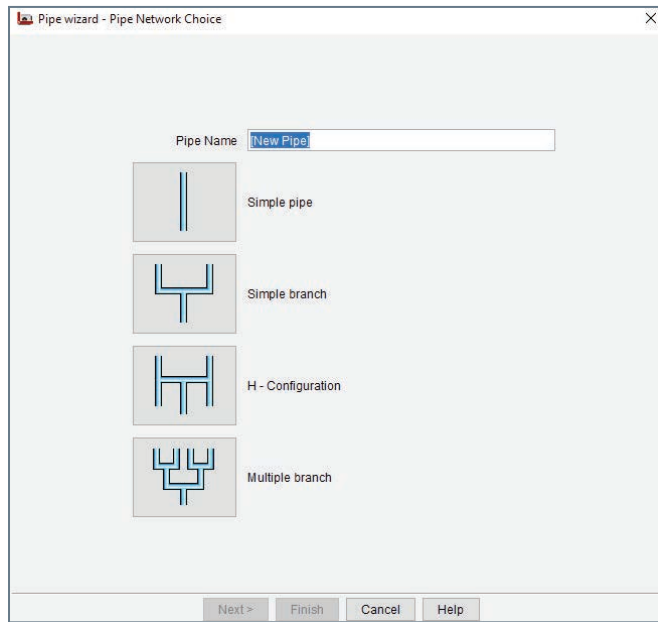 Pipe wizard - Pipe Network Choice
Pipe Name [New Pipe]
Simple pipe
Simple branch
H - Configuration
Multiple branch
Next > Finish Cancel Help